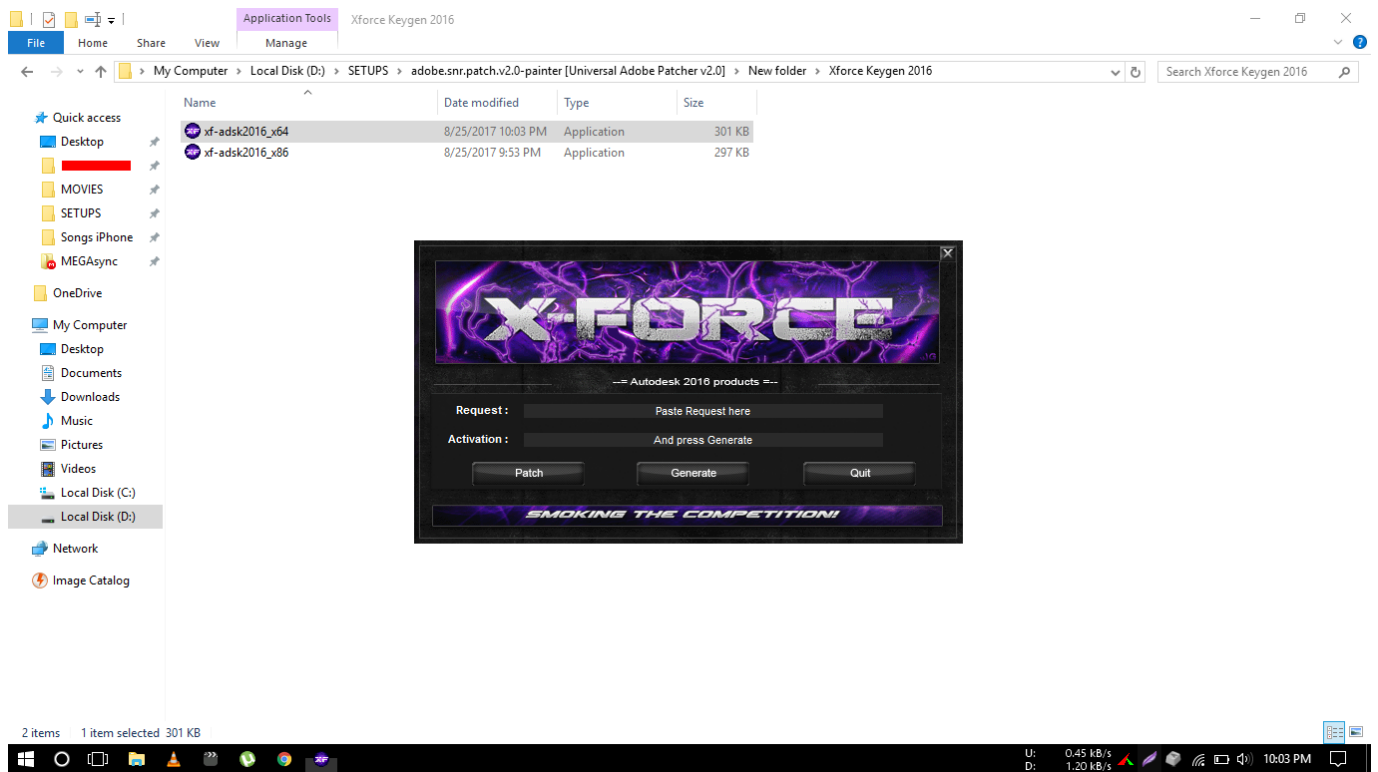 Application Tools Xforce Keygen 2016
File Home Share View Manage
My Computer Local Disk (D:) SETUPS adobe.snr.patch.v2.0-painter [Universal Adobe Patcher v2.0] New folder Xforce Keygen 2016 Search Xforce Keygen 2016
Name Date modified Type Size
xf-adsk2016_x64 8/25/2017 10:03 PM Application 301 KB
xf-adsk2016_x86 8/25/2017 9:53 PM Application 297 KB
Quick access
Desktop
MOVIES
SETUPS
Songs iPhone
MEGAsync
OneDrive
My Computer
Desktop
Documents
Downloads
Music
Pictures
Videos
Local Disk (C:)
Local Disk (D:)
Network
Image Catalog
X-FORCE
JG
--= Autodesk 2016 products =--
Request : Paste Request here
Activation : And press Generate
Patch Generate Quit
SMOKING THE COMPETITION!
2 items 1 item selected 301 KB
U: 0.45 kB/s
D: 1.20 kB/s
10:03 PM